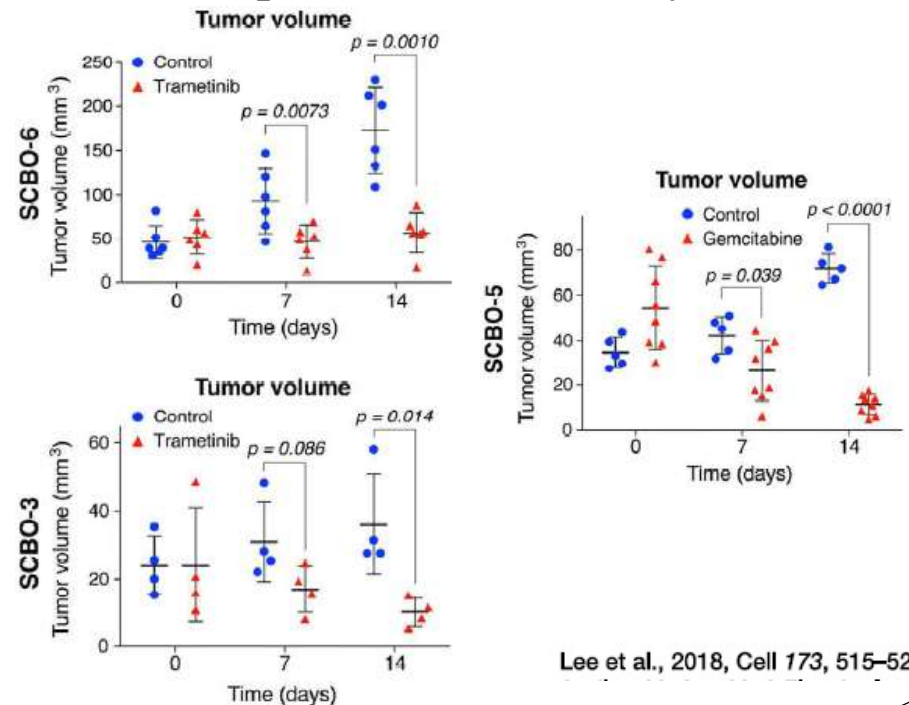 Tumor volume
SCBO-6
Tumor volume (mm³)
Control
Trametinib
p = 0.0073
p = 0.0010
250
200
150
100
50
0
0 7 14
Time (days)
Tumor volume
SCBO-3
Tumor volume (mm³)
Control
Trametinib
p = 0.086
p = 0.014
60
40
20
0
0 7 14
Time (days)
Tumor volume
SCBO-5
Tumor volume (mm³)
Control
Gemcitabine
p = 0.039
p < 0.0001
80
60
40
20
0
0 7 14
Time (days)
Lee et al., 2018, Cell 173, 515–52